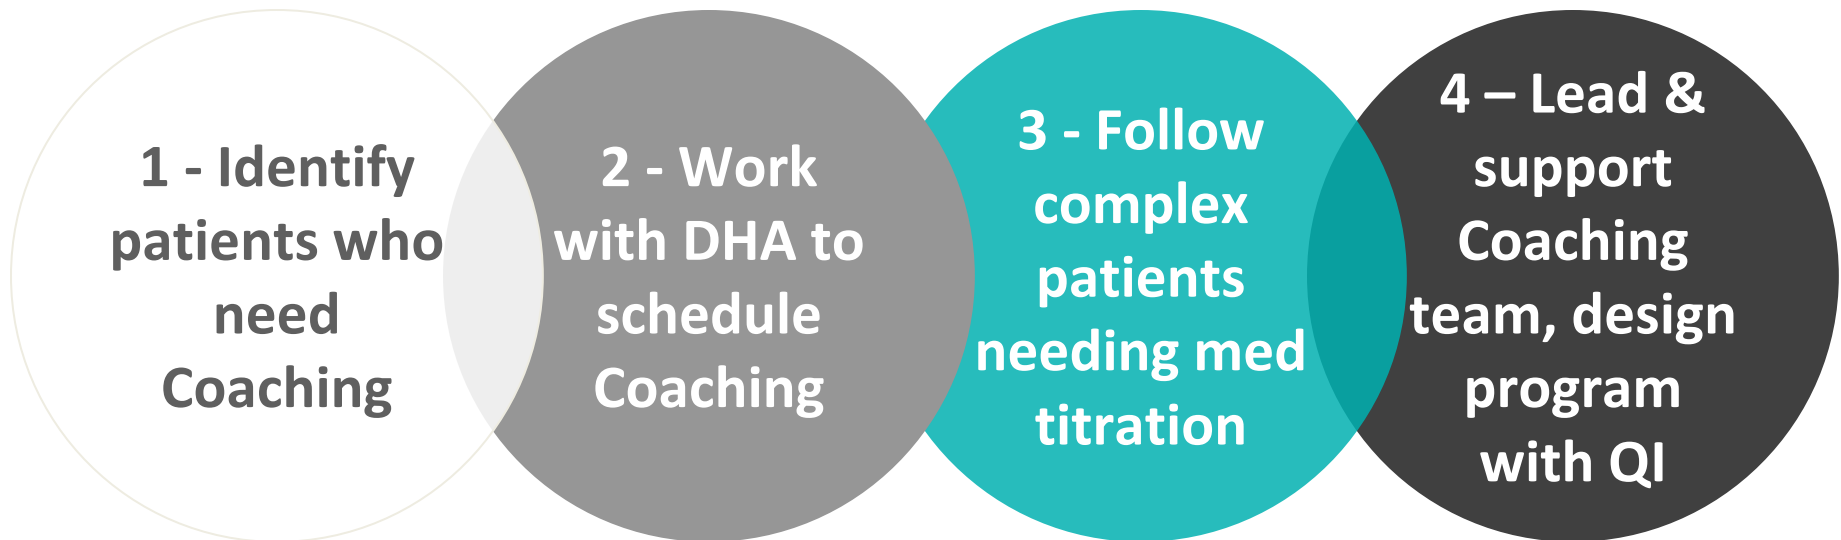 1 - Identify
patients who
need
Coaching
2 - Work
with DHA to
schedule
Coaching
3 - Follow
complex
patients
needing med
titration
4 – Lead &
support
Coaching
team, design
program
with QI